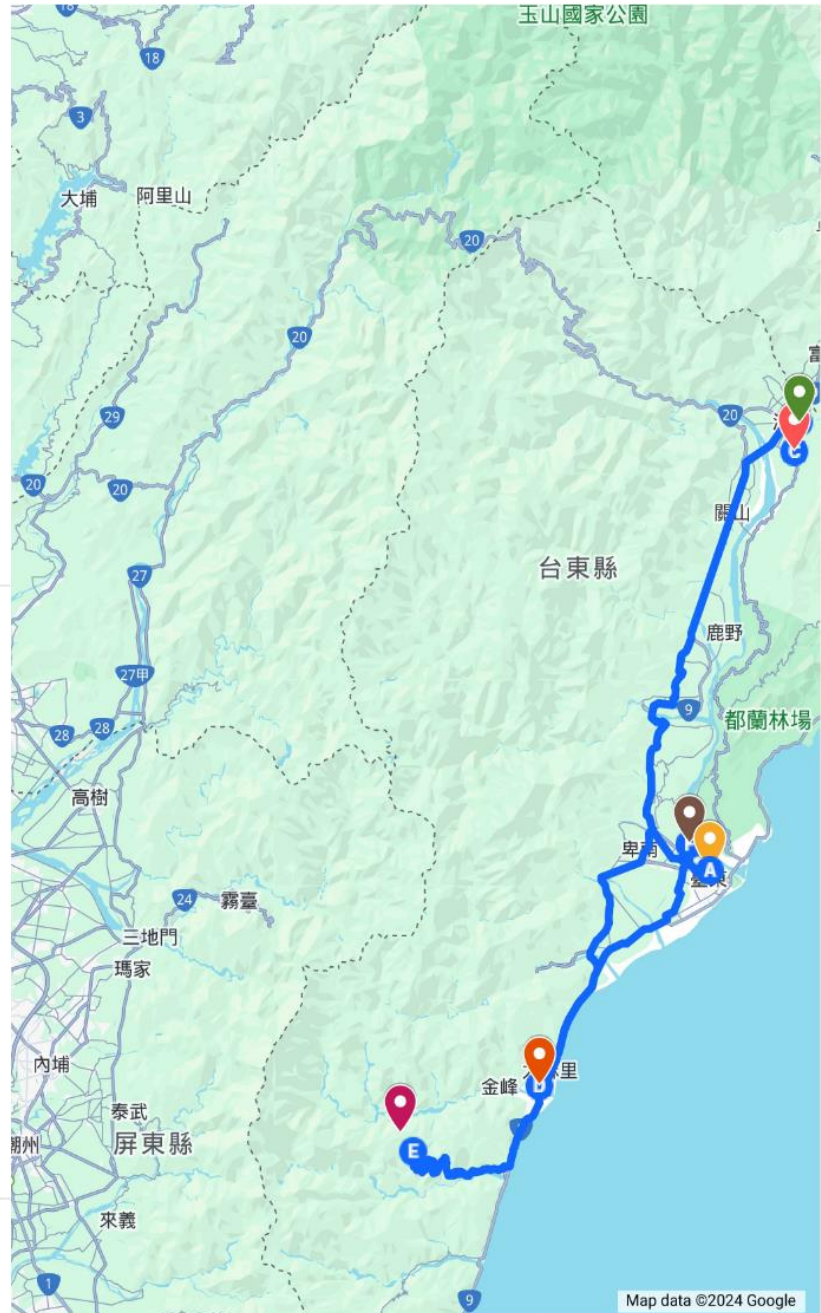 玉山國家公園
18
18
3
大埔
阿里山
20
20
富
20
29
20
20
關山
台東縣
27
鹿野
27甲
9
28
28
都蘭林場
高樹
卑南
A
臺東
24
霧臺
三地門
瑪家
內埔
金峰
里
泰武
E
潮州
屏東縣
來義
1
9
Map data ©2024 Google